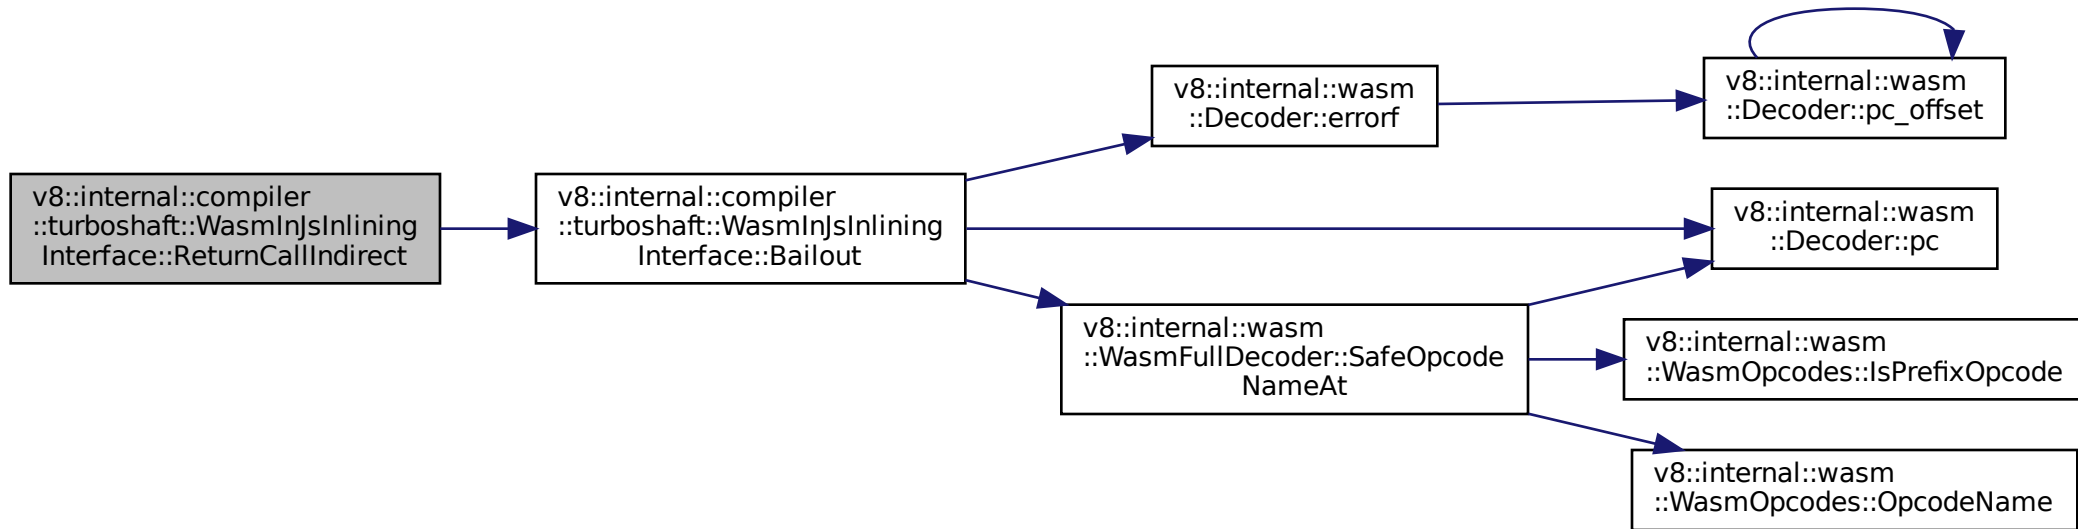 v8::internal::compiler
::turboshaft::WasmInJsInlining
Interface::ReturnCallIndirect
v8::internal::compiler
::turboshaft::WasmInJsInlining
Interface::Bailout
v8::internal::wasm
::Decoder::errorf
v8::internal::wasm
::Decoder::pc_offset
v8::internal::wasm
::Decoder::pc
v8::internal::wasm
::WasmFullDecoder::SafeOpcode
NameAt
v8::internal::wasm
::WasmOpcodes::IsPrefixOpcode
v8::internal::wasm
::WasmOpcodes::OpcodeName